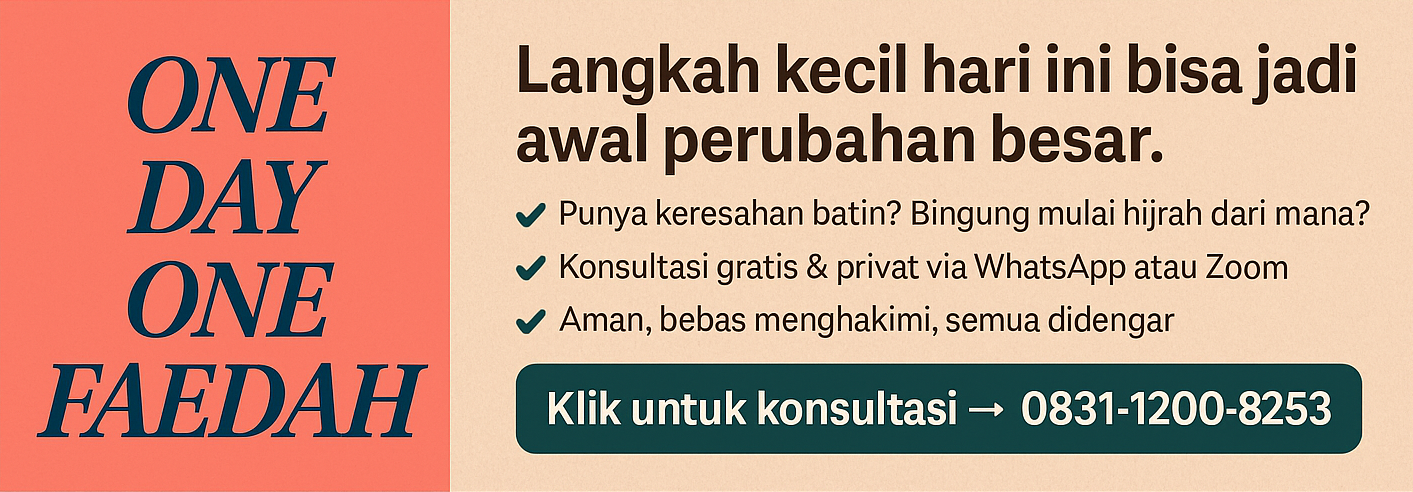 ONE
DAY
ONE
FAEDAH
Langkah kecil hari ini bisa jadi
awal perubahan besar.
✔ Punya keresahan batin? Bingung mulai hijrah dari mana?
✔ Konsultasi gratis & privat via WhatsApp atau Zoom
✔ Aman, bebas menghakimi, semua didengar
Klik untuk konsultasi → 0831-1200-8253